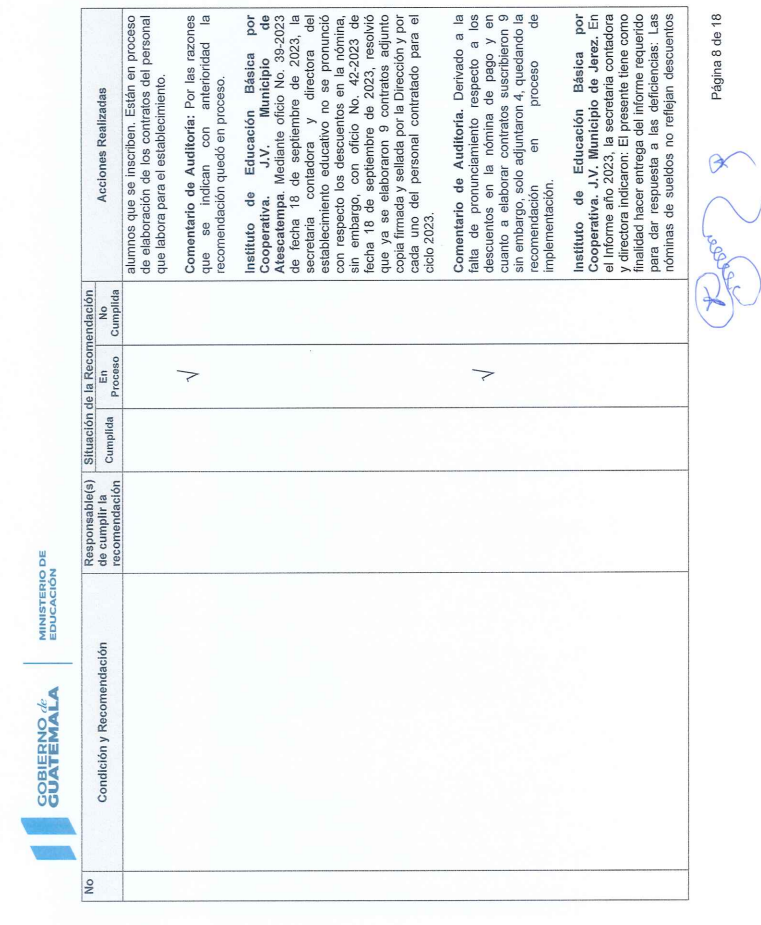 GOBIERNO de
GUATEMALA
MINISTERIO DE
EDUCACIÓN
No
Condición y Recomendación
Responsable(s)
de cumplir la
recomendación
Situación de la Recomendación
Cumplida
En
Proceso
No
Cumplida
Acciones Realizadas
alumnos que se inscriben. Están en proceso
de elaboración de los contratos del personal
que labora para el establecimiento.
√
Comentario de Auditoría: Por las razones
que se indican con anterioridad la
recomendación quedó en proceso.
Instituto de Educación Básica por
Cooperativa. J.V. Municipio de
Atescatempa. Mediante oficio No. 39-2023
de fecha 18 de septiembre de 2023, la
secretaria contadora y directora del
establecimiento educativo no se pronunció
con respecto los descuentos en la nómina,
sin embargo, con oficio No. 42-2023 de
fecha 18 de septiembre de 2023, resolvió
que ya se elaboraron 9 contratos adjunto
copia firmada y sellada por la Dirección y por
cada uno del personal contratado para el
ciclo 2023.
√
Comentario de Auditoría. Derivado a la
falta de pronunciamiento respecto a los
descuentos en la nómina de pago y en
cuanto a elaborar contratos suscribieron 9
sin embargo, solo adjuntaron 4, quedando la
recomendación en proceso de
implementación.
Instituto de Educación Básica por
Cooperativa. J.V. Municipio de Jerez. En
el Informe año 2023, la secretaria contadora
y directora indicaron: El presente tiene como
finalidad hacer entrega del informe requerido
para dar respuesta a las deficiencias: Las
nóminas de sueldos no reflejan descuentos
Página 8 de 18